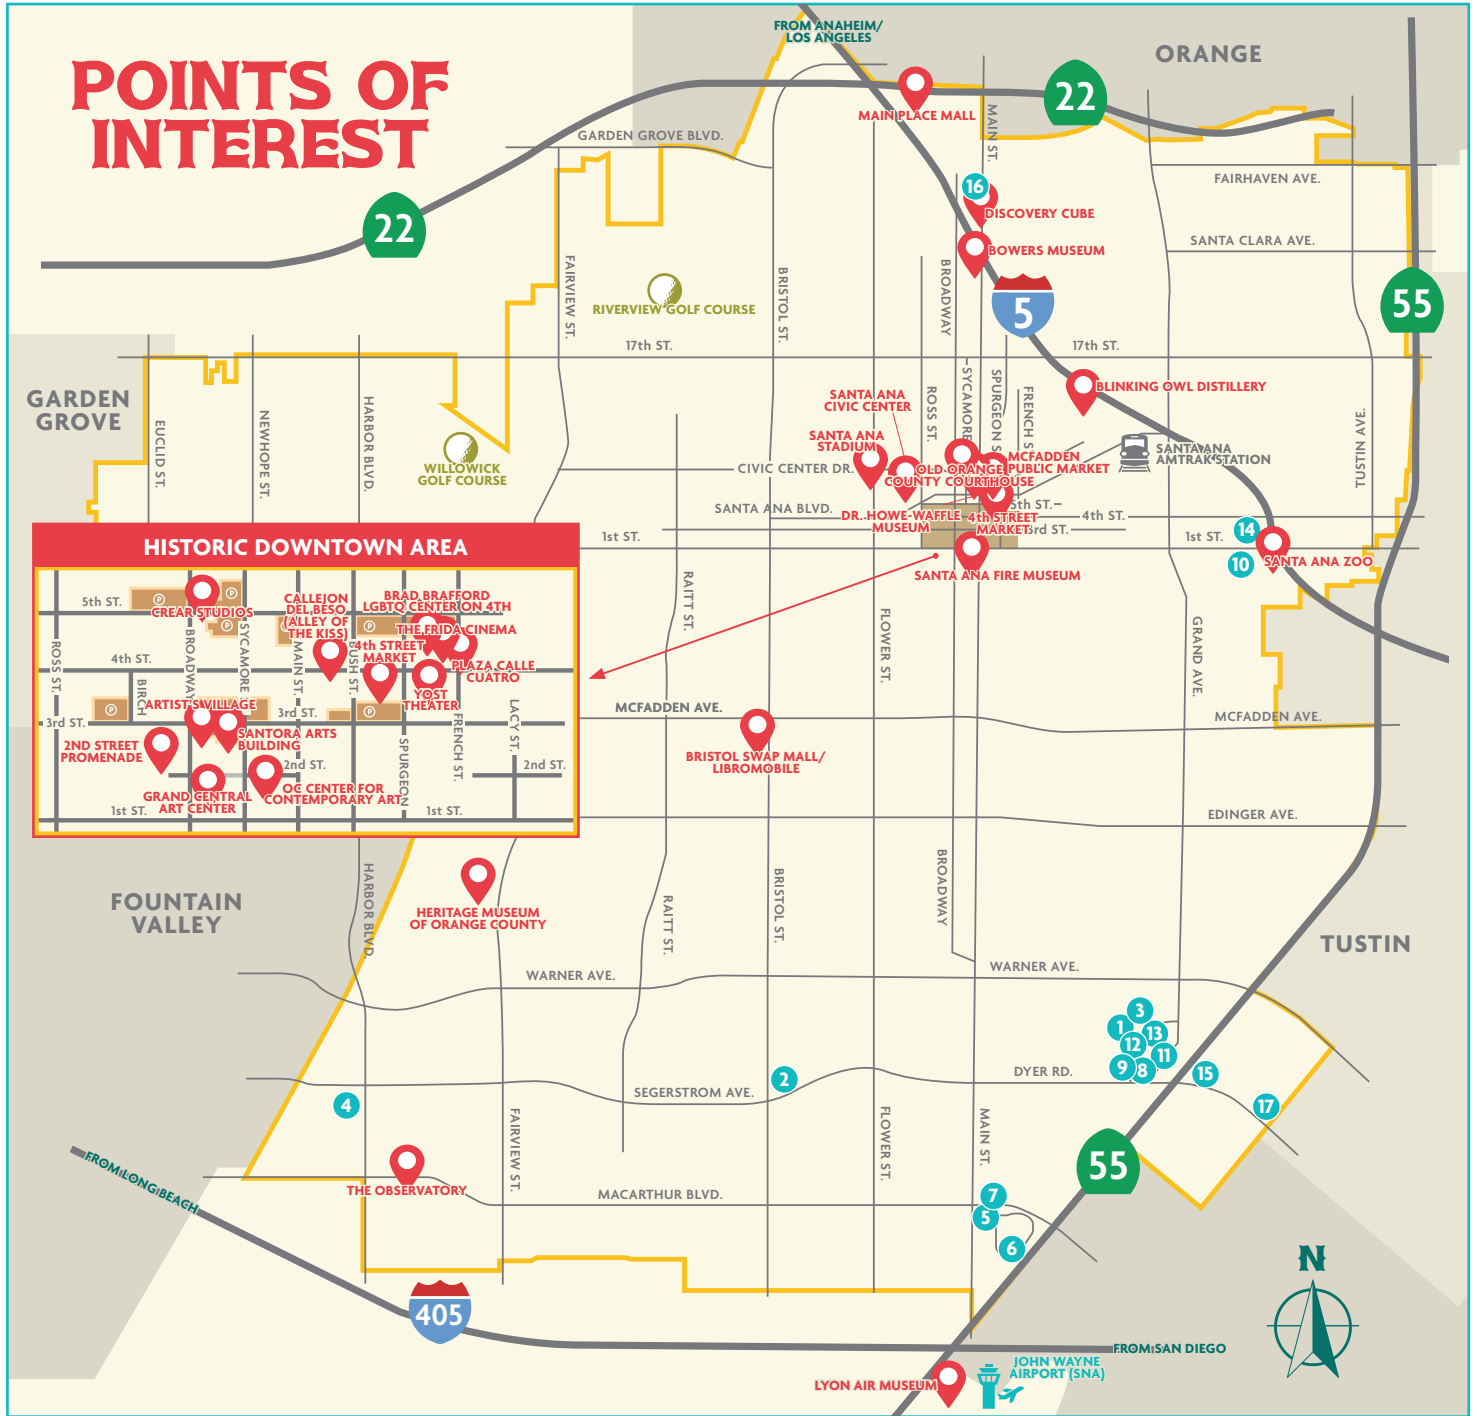 POINTS OF
INTEREST
FROM ANAHEIM/
LOS ANGELES
ORANGE
22
MAIN PLACE MALL
MAIN ST.
GARDEN GROVE BLVD.
FAIRHAVEN AVE.
16
DISCOVERY CUBE
22
SANTA CLARA AVE.
BOWERS MUSEUM
FAIRVIEW ST.
BRISTOL ST.
BROADWAY
5
55
RIVERVIEW GOLF COURSE
17th ST.
17th ST.
GARDEN
GROVE
EUCLID ST.
NEWHOPE ST.
HARBOR BLVD.
WILLOWICK
GOLF COURSE
SANTA ANA
CIVIC CENTER
SANTA ANA
STADIUM
ROSS ST.
SYCAMORE
SPURGEON S
FRENCH S
BLINKING OWL DISTILLERY
SANTA ANA
AMTRAK STATION
TUSTIN AVE.
CIVIC CENTER DR.
OLD ORANGE
COUNTY COURTHOUSE
MCFADDEN
PUBLIC MARKET
SANTA ANA BLVD.
DR. HOWE-WAFFLE
MUSEUM
4th STREET
MARKET
5th ST.
4th ST.
3rd ST.
1st ST.
1st ST.
14
10
SANTA ANA ZOO
SANTA ANA FIRE MUSEUM
HISTORIC DOWNTOWN AREA
5th ST.
P
P
P
P
CREAR STUDIOS
CALLEJON
DEL BESO
(ALLEY OF
THE KISS)
BRAD BRAFFORD
LGBTQ CENTER ON 4TH
THE FRIDA CINEMA
4th STREET
MARKET
PLAZA CALLE
CUATRO
YOST
THEATER
4th ST.
ROSS ST.
BIRCH
BROADWAY
SYCAMORE
MAIN ST.
BUSH ST.
SPURGEON
FRENCH ST.
LACY ST.
P
P
3rd ST.
3rd ST.
ARTIST'S VILLAGE
SANTORA ARTS
BUILDING
2ND STREET
PROMENADE
2nd ST.
2nd ST.
GRAND CENTRAL
ART CENTER
OC CENTER FOR
CONTEMPORARY ART
1st ST.
1st ST.
RAITT ST.
FLOWER ST.
GRAND AVE.
MCFADDEN AVE.
MCFADDEN AVE.
BRISTOL SWAP MALL/
LIBROMOBILE
EDINGER AVE.
FOUNTAIN
VALLEY
HARBOR BLVD.
HERITAGE MUSEUM
OF ORANGE COUNTY
RAITT ST.
BRISTOL ST.
BROADWAY
TUSTIN
WARNER AVE.
WARNER AVE.
3
1
13
12
11
9
8
15
17
2
4
DYER RD.
SEGERSTROM AVE.
FAIRVIEW ST.
FLOWER ST.
MAIN ST.
55
FROM LONG BEACH
THE OBSERVATORY
MACARTHUR BLVD.
7
5
6
N
405
FROM SAN DIEGO
JOHN WAYNE
AIRPORT (SNA)
LYON AIR MUSEUM